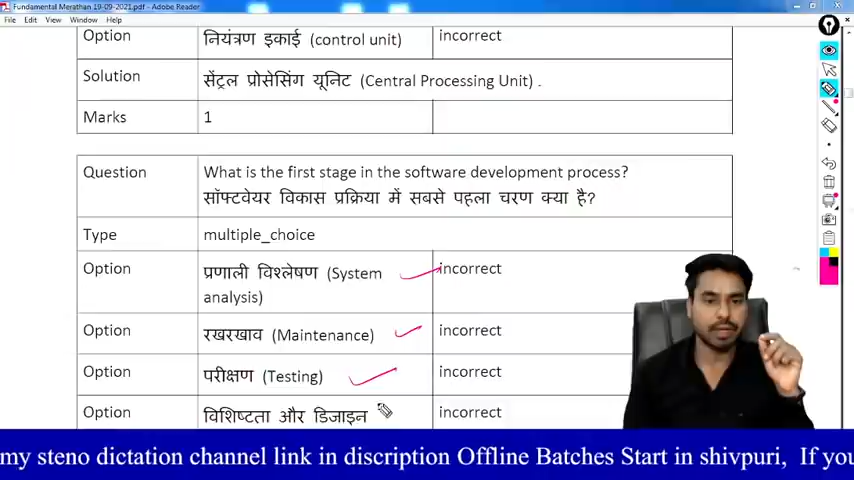 Fundamental Merathan 19-09-2021.pdf - Adobe Reader
File Edit View Window Help
Option नियंत्रण इकाई (control unit) incorrect
Solution सेंट्रल प्रोसेसिंग यूनिट (Central Processing Unit) .
Marks 1
Question What is the first stage in the software development process?
सॉफ्टवेयर विकास प्रक्रिया में सबसे पहला चरण क्या है?
Type multiple_choice
Option प्रणाली विश्लेषण (System incorrect
analysis)
Option रखरखाव (Maintenance) incorrect
Option परीक्षण (Testing) incorrect
Option विशिष्टता और डिजाइन incorrect
my steno dictation channel link in discription Offline Batches Start in shivpuri, If you